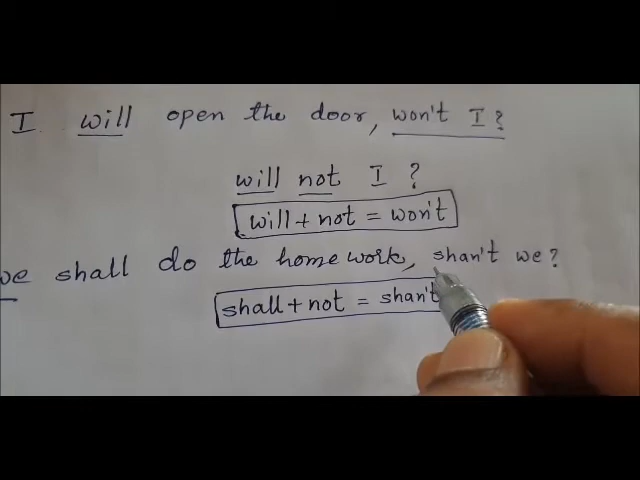 I will open the door, won't I?
will not I ?
will + not = won't
we shall do the home work, shan't we?
shall + not = shan't